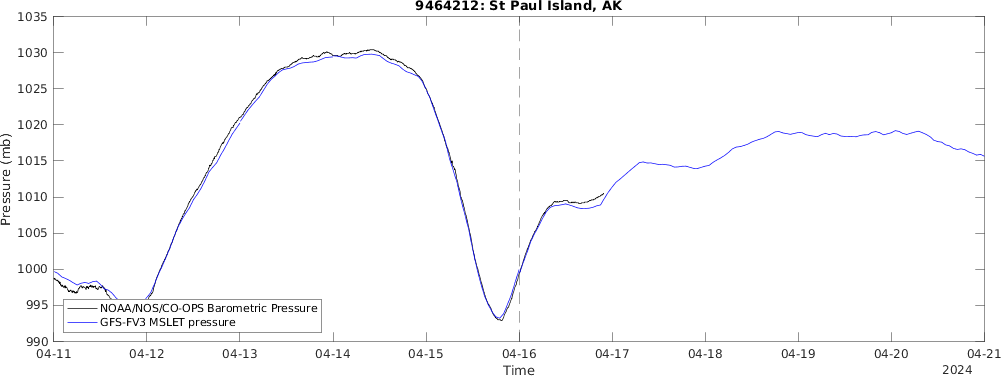 9464212: St Paul Island, AK
Pressure (mb)
1035
1030
1025
1020
1015
1010
1005
1000
995
990
NOAA/NOS/CO-OPS Barometric Pressure
GFS-FV3 MSLET pressure
04-11 04-12 04-13 04-14 04-15 04-16 04-17 04-18 04-19 04-20 04-21
Time
2024